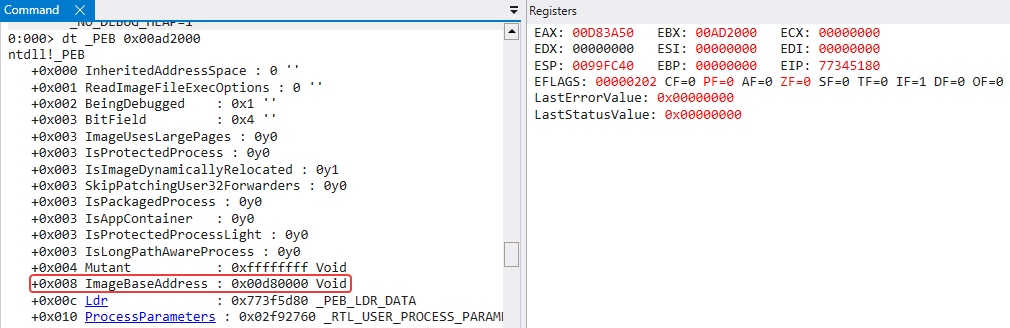 Command
_NO_DEBUG_HEAP=1
0:000> dt _PEB 0x00ad2000
ntdll!_PEB
+0x000 InheritedAddressSpace : 0 ''
+0x001 ReadImageFileExecOptions : 0 ''
+0x002 BeingDebugged    : 0x1 ''
+0x003 BitField         : 0x4 ''
+0x003 ImageUsesLargePages : 0y0
+0x003 IsProtectedProcess : 0y0
+0x003 IsImageDynamicallyRelocated : 0y1
+0x003 SkipPatchingUser32Forwarders : 0y0
+0x003 IsPackagedProcess : 0y0
+0x003 IsAppContainer   : 0y0
+0x003 IsProtectedProcessLight : 0y0
+0x003 IsLongPathAwareProcess : 0y0
+0x004 Mutant           : 0xffffffff Void
+0x008 ImageBaseAddress : 0x00d80000 Void
+0x00c Ldr              : 0x773f5d80 _PEB_LDR_DATA
+0x010 ProcessParameters : 0x02f92760 _RTL_USER_PROCESS_PARAM
Registers
EAX: 00D83A50   EBX: 00AD2000   ECX: 00000000
EDX: 00000000   ESI: 00000000   EDI: 00000000
ESP: 0099FC40   EBP: 00000000   EIP: 77345180
EFLAGS: 00000202 CF=0 PF=0 AF=0 ZF=0 SF=0 TF=0 IF=1 DF=0 OF=0
LastErrorValue: 0x00000000
LastStatusValue: 0x00000000